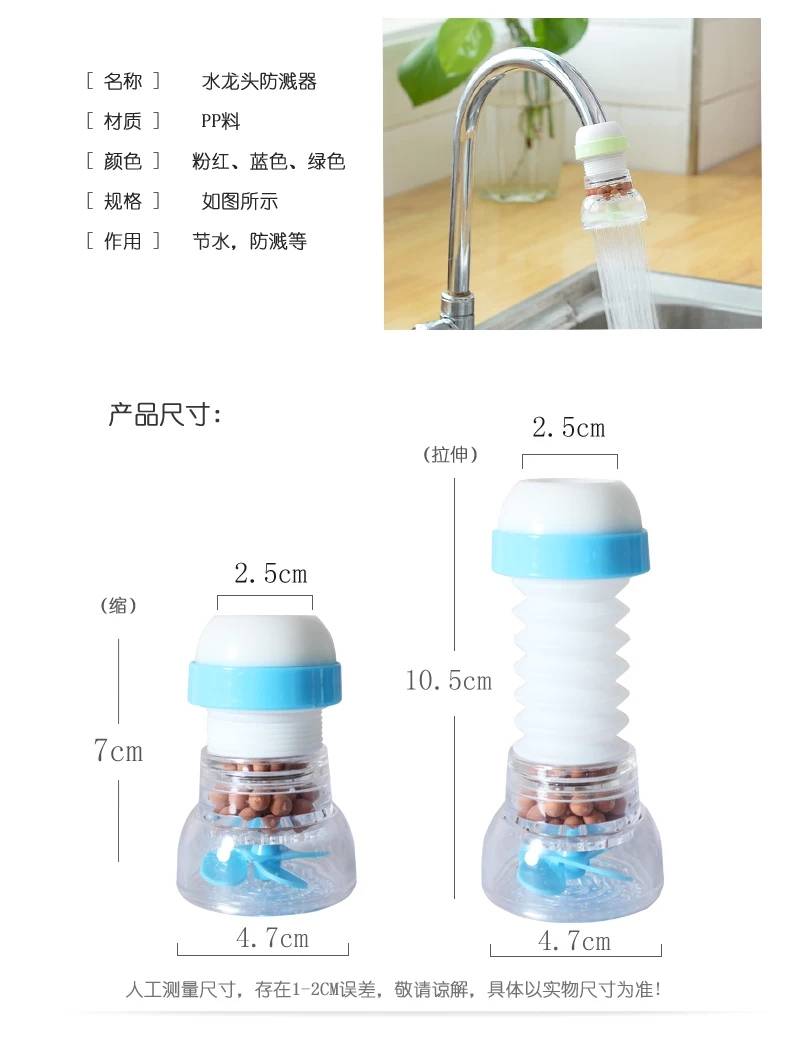 [ 名称 ] 水龙头防溅器
[ 材质 ] PP料
[ 颜色 ] 粉红、蓝色、绿色
[ 规格 ] 如图所示
[ 作用 ] 节水，防溅等
产品尺寸：
（拉伸）
2.5cm
10.5cm
4.7cm
（缩）
2.5cm
7cm
4.7cm
人工测量尺寸，存在1-2CM误差，敬请谅解，具体以实物尺寸为准！